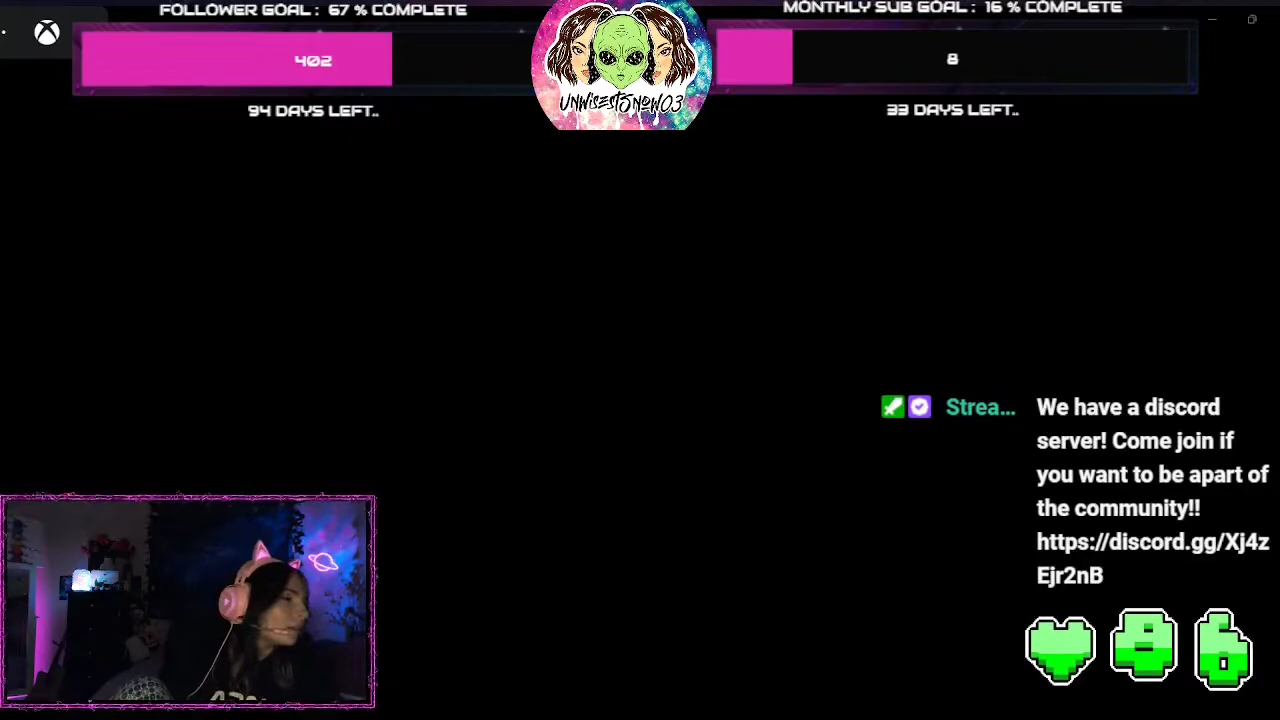 FOLLOWER GOAL : 67 % COMPLETE
402
94 DAYS LEFT..
UNWisestSNoW03
MONTHLY SUB GOAL : 16 % COMPLETE
8
33 DAYS LEFT..
Strea... We have a discord
server! Come join if
you want to be apart of
the community!!
https://discord.gg/Xj4z
Ejr2nB
86